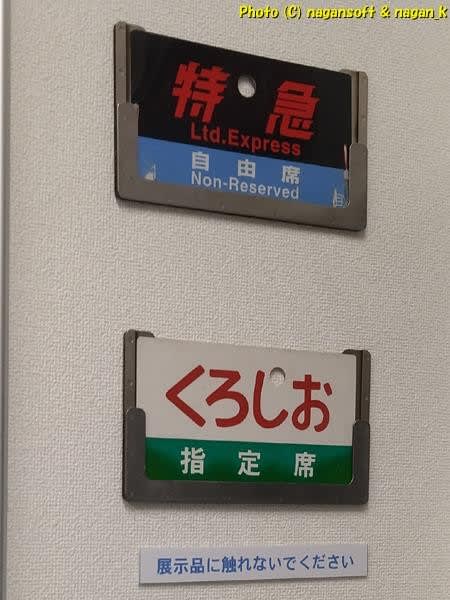 Photo (C) nagansoft & nagan_k
特 急
Ltd.Express
自 由 席
Non-Reserved
くろしお
指 定 席
展示品に触れないでください